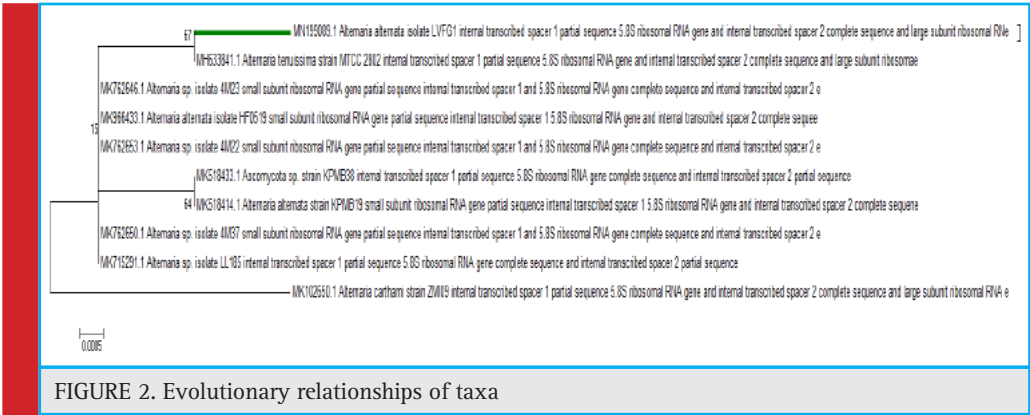 67
MN199089.1 Alternaria alternata isolate LVFG1 internal transcribed spacer 1 partial sequence 5.8S ribosomal RNA gene and internal transcribed spacer 2 complete sequence and large subunit ribosomal RNe ]
MH633841.1 Alternaria tenuissima strain MTCC 2802 internal transcribed spacer 1 partial sequence 5.8S ribosomal RNA gene and internal transcribed spacer 2 complete sequence and large subunit ribosomae
MK762646.1 Alternaria sp. isolate 4M23 small subunit ribosomal RNA gene partial sequence internal transcribed spacer 1 and 5.8S ribosomal RNA gene complete sequence and internal transcribed spacer 2 e
MK966433.1 Alternaria alternata isolate HF0519 small subunit ribosomal RNA gene partial sequence internal transcribed spacer 1 5.8S ribosomal RNA gene and internal transcribed spacer 2 complete sequee
15
MK762653.1 Alternaria sp. isolate 4M22 small subunit ribosomal RNA gene partial sequence internal transcribed spacer 1 and 5.8S ribosomal RNA gene complete sequence and internal transcribed spacer 2 e
MK518433.1 Ascomycota sp. strain KPMB38 internal transcribed spacer 1 partial sequence 5.8S ribosomal RNA gene complete sequence and internal transcribed spacer 2 partial sequence
64
MK518414.1 Alternaria alternata strain KPMB19 small subunit ribosomal RNA gene partial sequence internal transcribed spacer 1 5.8S ribosomal RNA gene and internal transcribed spacer 2 complete sequene
MK762650.1 Alternaria sp. isolate 4M37 small subunit ribosomal RNA gene partial sequence internal transcribed spacer 1 and 5.8S ribosomal RNA gene complete sequence and internal transcribed spacer 2 e
MK715291.1 Alternaria sp. isolate LL185 internal transcribed spacer 1 partial sequence 5.8S ribosomal RNA gene complete sequence and internal transcribed spacer 2 partial sequence
MK102650.1 Alternaria carthami strain internal transcribed spacer 1 partial sequence 5.8S ribosomal RNA gene and internal transcribed spacer 2 complete sequence and large subunit ribosomal RNA e
0.0005
FIGURE 2. Evolutionary relationships of taxa